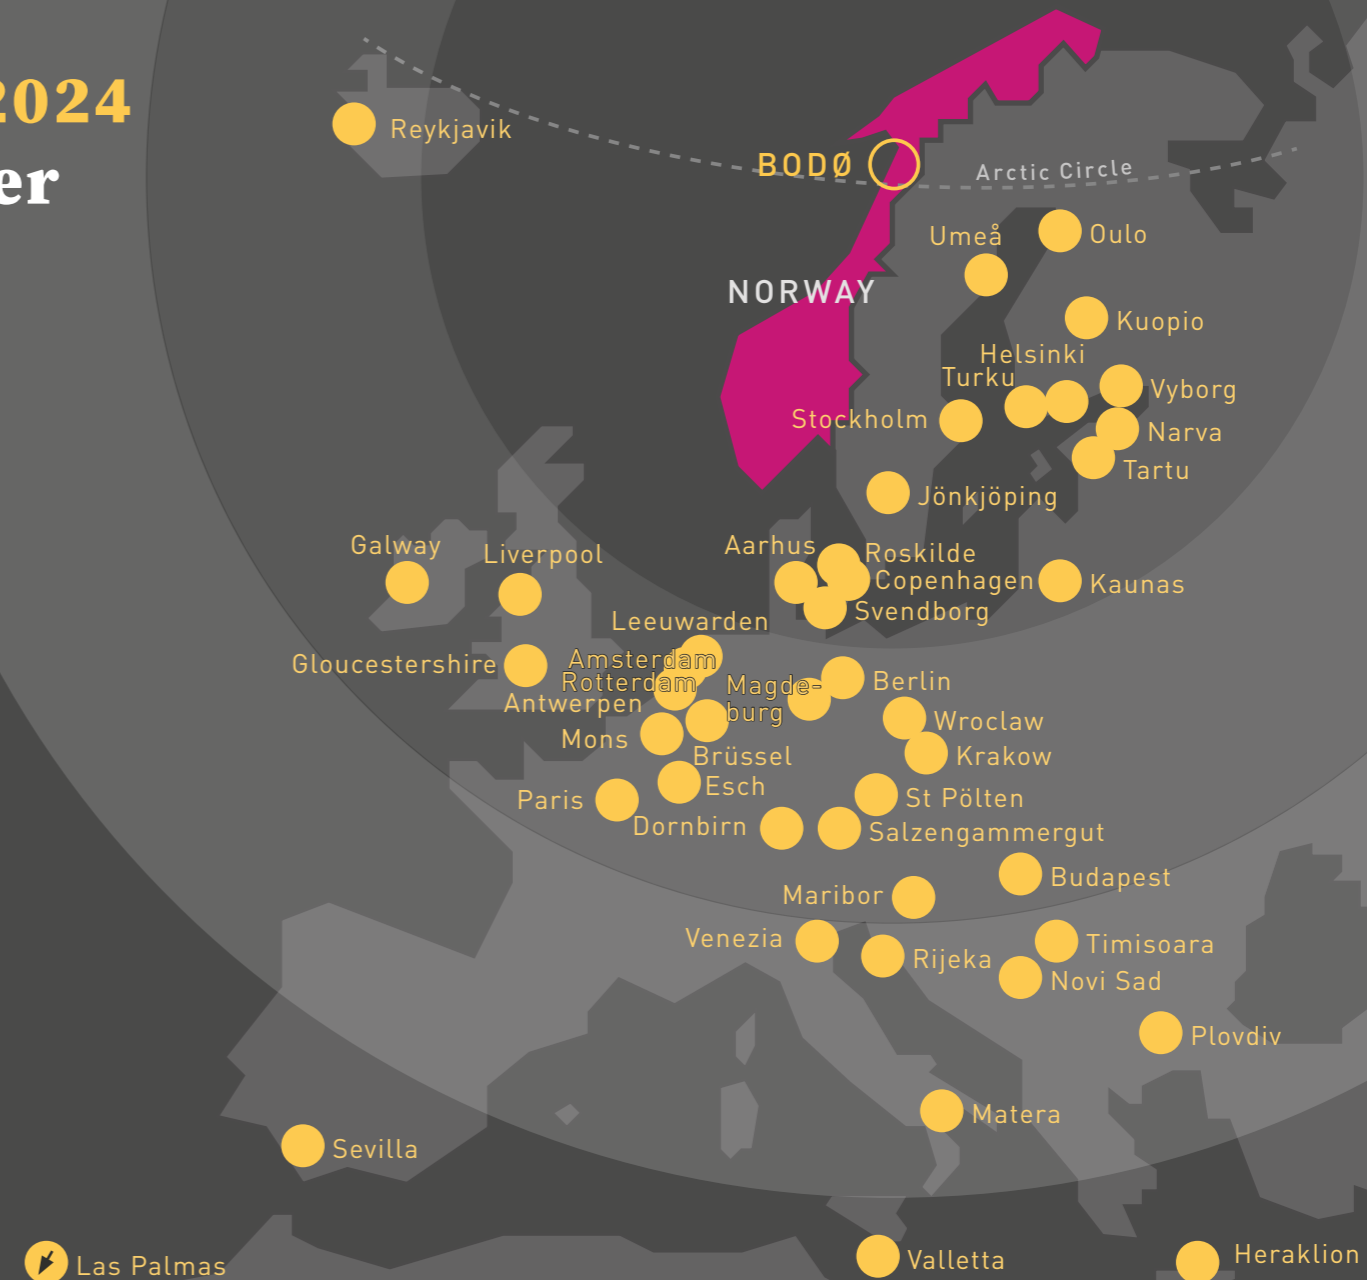 2024
er
Reykjavik
BODØ
Arctic Circle
Umeå
Oulo
NORWAY
Kuopio
Helsinki
Turku
Vyborg
Stockholm
Narva
Tartu
Jönkjöping
Galway
Liverpool
Aarhus
Roskilde
Copenhagen
Kaunas
Svendborg
Leeuwarden
Gloucestershire
Amsterdam
Rotterdam
Magde-
burg
Berlin
Antwerpen
Wroclaw
Mons
Brüssel
Krakow
Esch
Paris
St Pölten
Dornbirn
Salzengammergut
Budapest
Maribor
Venezia
Rijeka
Timisoara
Novi Sad
Plovdiv
Matera
Sevilla
Las Palmas
Valletta
Heraklion